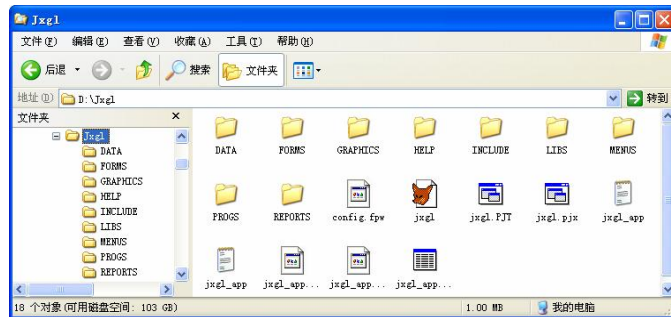 Jxgl
文件(F) 编辑(E) 查看(V) 收藏(A) 工具(T) 帮助(H)
后退 搜索 文件夹
地址(D) D:\Jxgl 转到
文件夹
Jxgl
DATA
FORMS
GRAPHICS
HELP
INCLUDE
LIBS
MENUS
PROGS
REPORTS
DATA FORMS GRAPHICS HELP INCLUDE LIBS MENUS
PROGS REPORTS config.fpw jxgl jxgl.PJT jxgl.pjx jxgl_app
jxgl_app jxgl_app... jxgl_app... jxgl_app...
18 个对象(可用磁盘空间: 103 GB) 1.00 MB 我的电脑